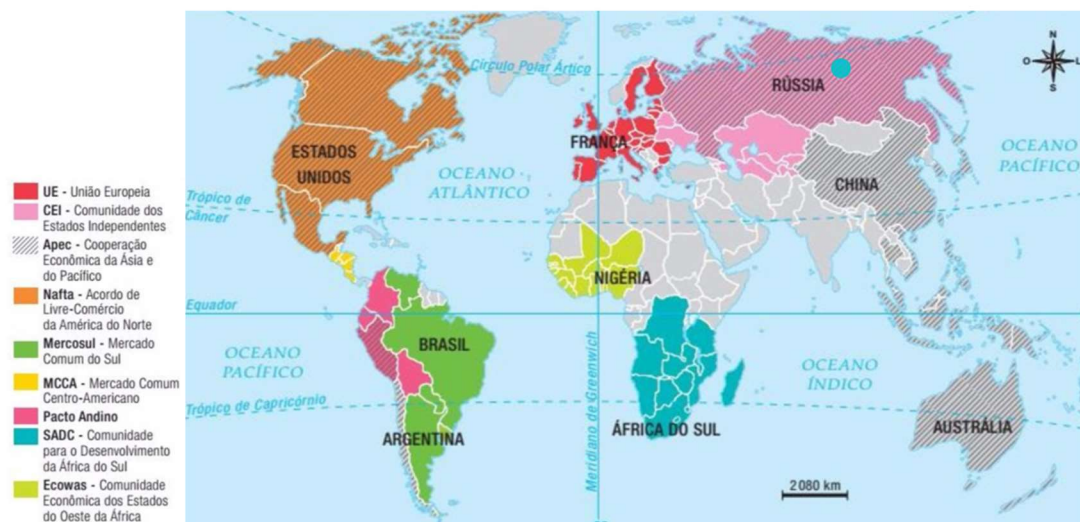 UE - União Europeia
CEI - Comunidade dos
Estados Independentes
Apec - Cooperação
Econômica da Ásia e
do Pacífico
Nafta - Acordo de
Livre-Comércio
da América do Norte
Mercosul - Mercado
Comum do Sul
MCCA - Mercado Comum
Centro-Americano
Pacto Andino
SADC - Comunidade
para o Desenvolvimento
da África do Sul
Ecowas - Comunidade
Econômica dos Estados
do Oeste da África
Círculo Polar Ártico
RÚSSIA
N
O
L
S
FRANÇA
ESTADOS
UNIDOS
OCEANO
ATLÂNTICO
OCEANO
PACÍFICO
CHINA
Trópico de
Câncer
NIGÉRIA
Equador
BRASIL
OCEANO
PACÍFICO
Meridiano de Greenwich
OCEANO
ÍNDICO
Trópico de Capricórnio
ARGENTINA
ÁFRICA DO SUL
AUSTRÁLIA
2 080 km